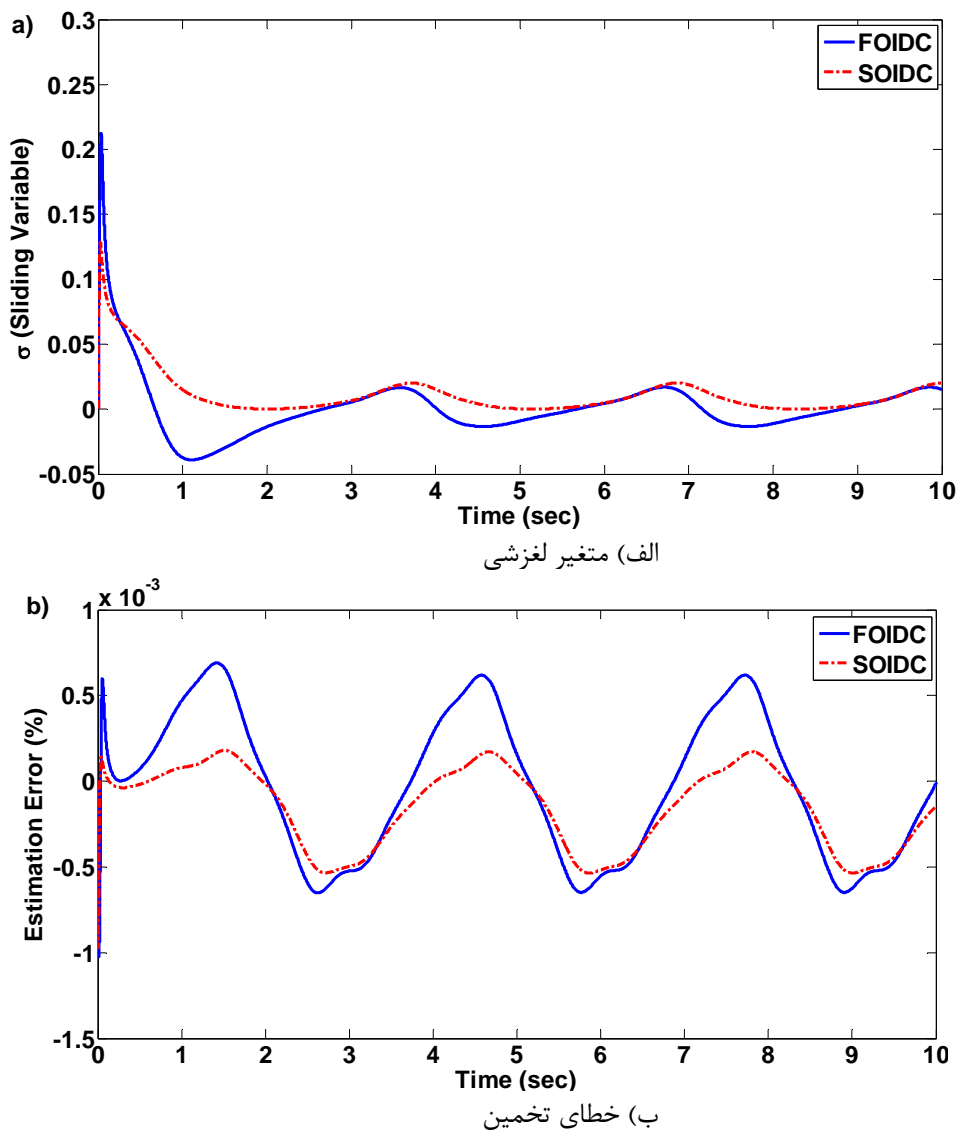 a)
0.3
0.25
0.2
0.15
0.1
0.05
0
-0.05
σ (Sliding Variable)
FOIDC
SOIDC
0 1 2 3 4 5 6 7 8 9 10
Time (sec)
الف) متغیر لغزشی
b)
x 10^-3
1
0.5
0
-0.5
-1
-1.5
Estimation Error (%)
FOIDC
SOIDC
0 1 2 3 4 5 6 7 8 9 10
Time (sec)
ب) خطای تخمین